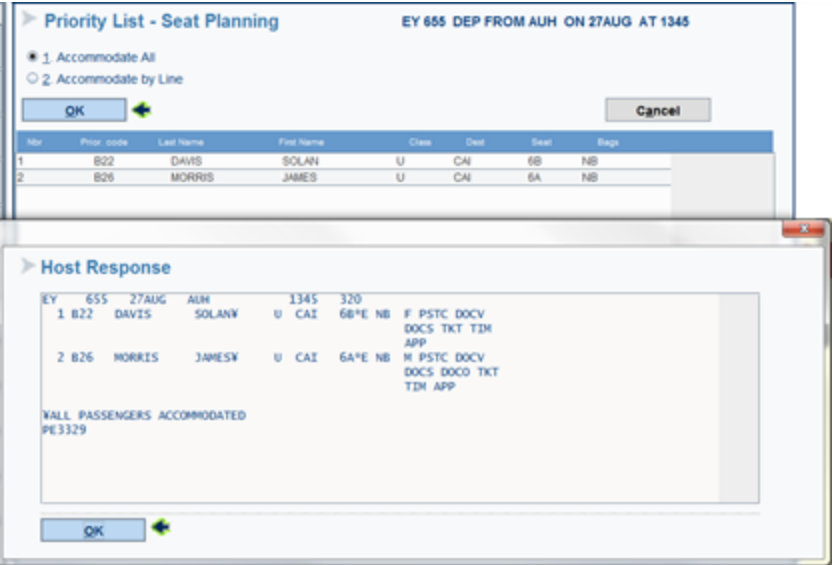 Priority List - Seat Planning EY 655 DEP FROM AUH ON 27AUG AT 1345
1. Accommodate All
2. Accommodate by Line
OK Cancel
Nbr Prior. code Last Name First Name Class Dest Seat Bags
1 B22 DAVIS SOLAN U CAI 6B NB
2 B26 MORRIS JAMES U CAI 6A NB
Host Response
EY 655 27AUG AUH 1345 320
1 B22 DAVIS SOLAN¥ U CAI 6B*E NB F PSTC DOCV
DOCS TKT TIM
APP
2 B26 MORRIS JAMES¥ U CAI 6A*E NB M PSTC DOCV
DOCS DOCO TKT
TIM APP
¥ALL PASSENGERS ACCOMMODATED
PE3329
OK